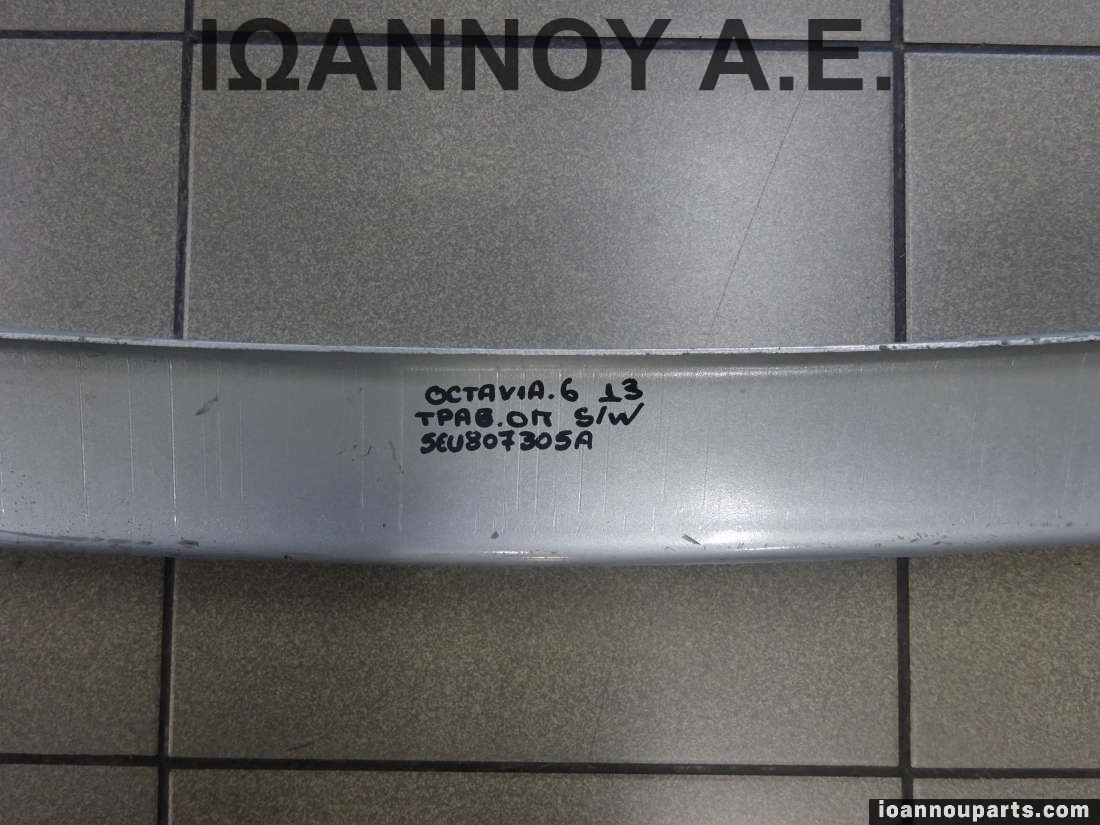 ΙΩΑΝΝΟΥ Α.Ε.
OCTAVIA.6 13
ΤΡΑΒ.ΟΠ S/W
5EU807305A
ioannouparts.com